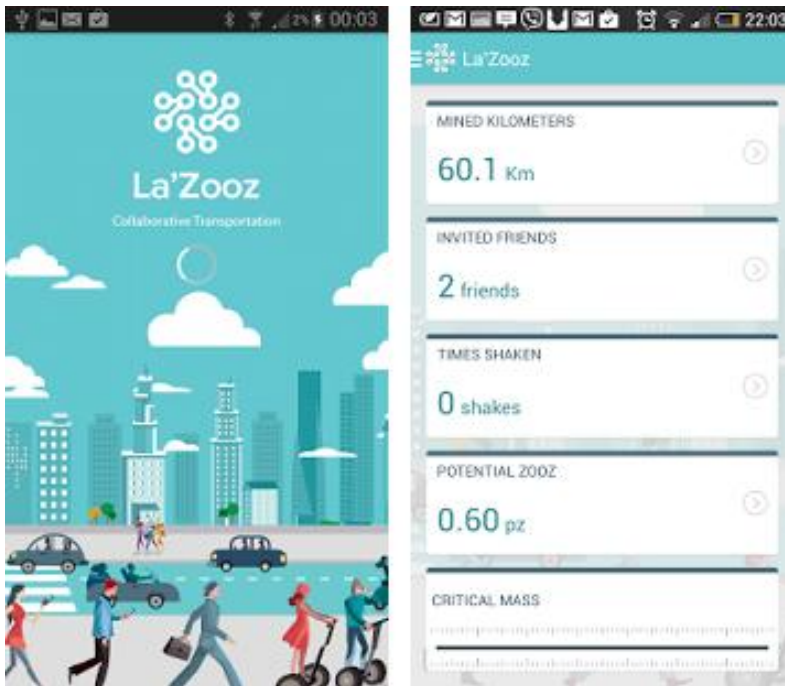 00:03
La'Zooz
Collaborative Transportation
22:03
La'Zooz
MINED KILOMETERS
60.1 Km
INVITED FRIENDS
2 friends
TIMES SHAKEN
0 shakes
POTENTIAL ZOOZ
0.60 pz
CRITICAL MASS